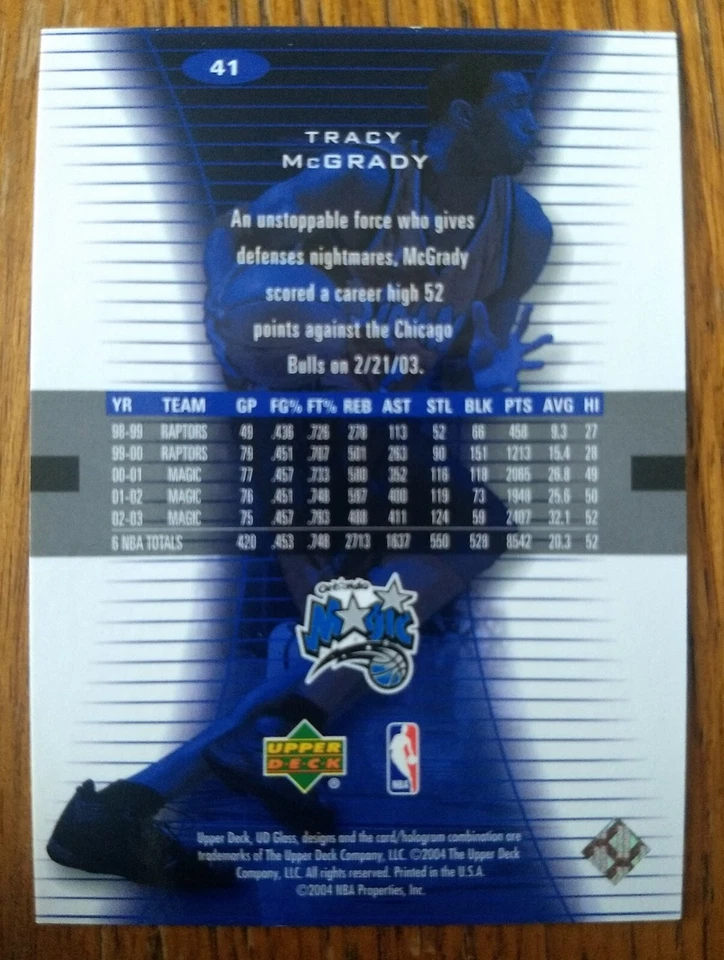 41
TRACY
McGRADY
An unstoppable force who gives
defenses nightmares, McGrady
scored a career high 52
points against the Chicago
Bulls on 2/21/03.
YR TEAM GP FG% FT% REB AST STL BLK PTS AVG HI
98-99 RAPTORS 49 .436 .726 278 113 52 66 458 9.3 27
99-00 RAPTORS 79 .451 .707 501 263 90 151 1213 15.4 28
00-01 MAGIC 77 .457 .733 580 352 116 118 2065 26.8 49
01-02 MAGIC 76 .451 .748 597 400 119 73 1948 25.6 50
02-03 MAGIC 75 .457 .793 488 411 124 59 2407 32.1 52
6 NBA TOTALS 420 .453 .748 2713 1637 550 528 8542 20.3 52
Orlando
Magic
UPPER
DECK
®
NBA
Upper Deck, UD Glass, designs and the card/hologram combination are
trademarks of The Upper Deck Company, LLC. ©2004 The Upper Deck
Company, LLC. All rights reserved. Printed in the U.S.A.
©2004 NBA Properties, Inc.